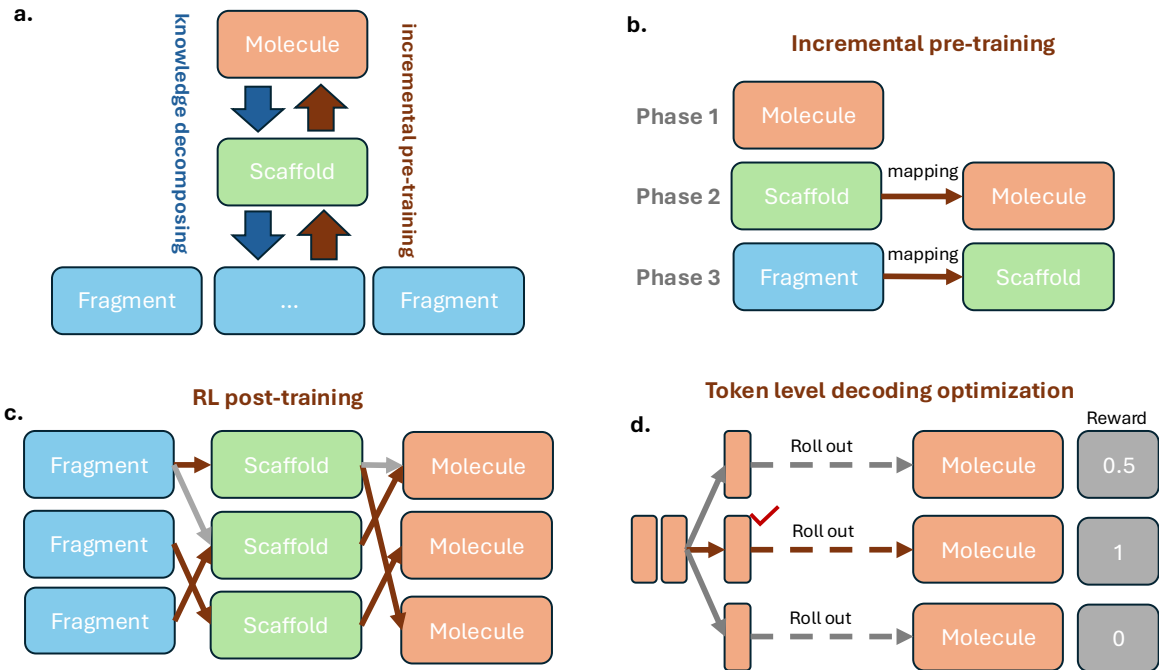 a.
knowledge decomposing
Molecule
incremental pre-training
Scaffold
Fragment
...
Fragment
b.
Incremental pre-training
Phase 1
Molecule
Phase 2
Scaffold
mapping
Molecule
Phase 3
Fragment
mapping
Scaffold
c.
RL post-training
Fragment
Scaffold
Molecule
Fragment
Scaffold
Molecule
Fragment
Scaffold
Molecule
d.
Token level decoding optimization
Reward
Roll out
Molecule
0.5
Roll out
Molecule
1
Roll out
Molecule
0